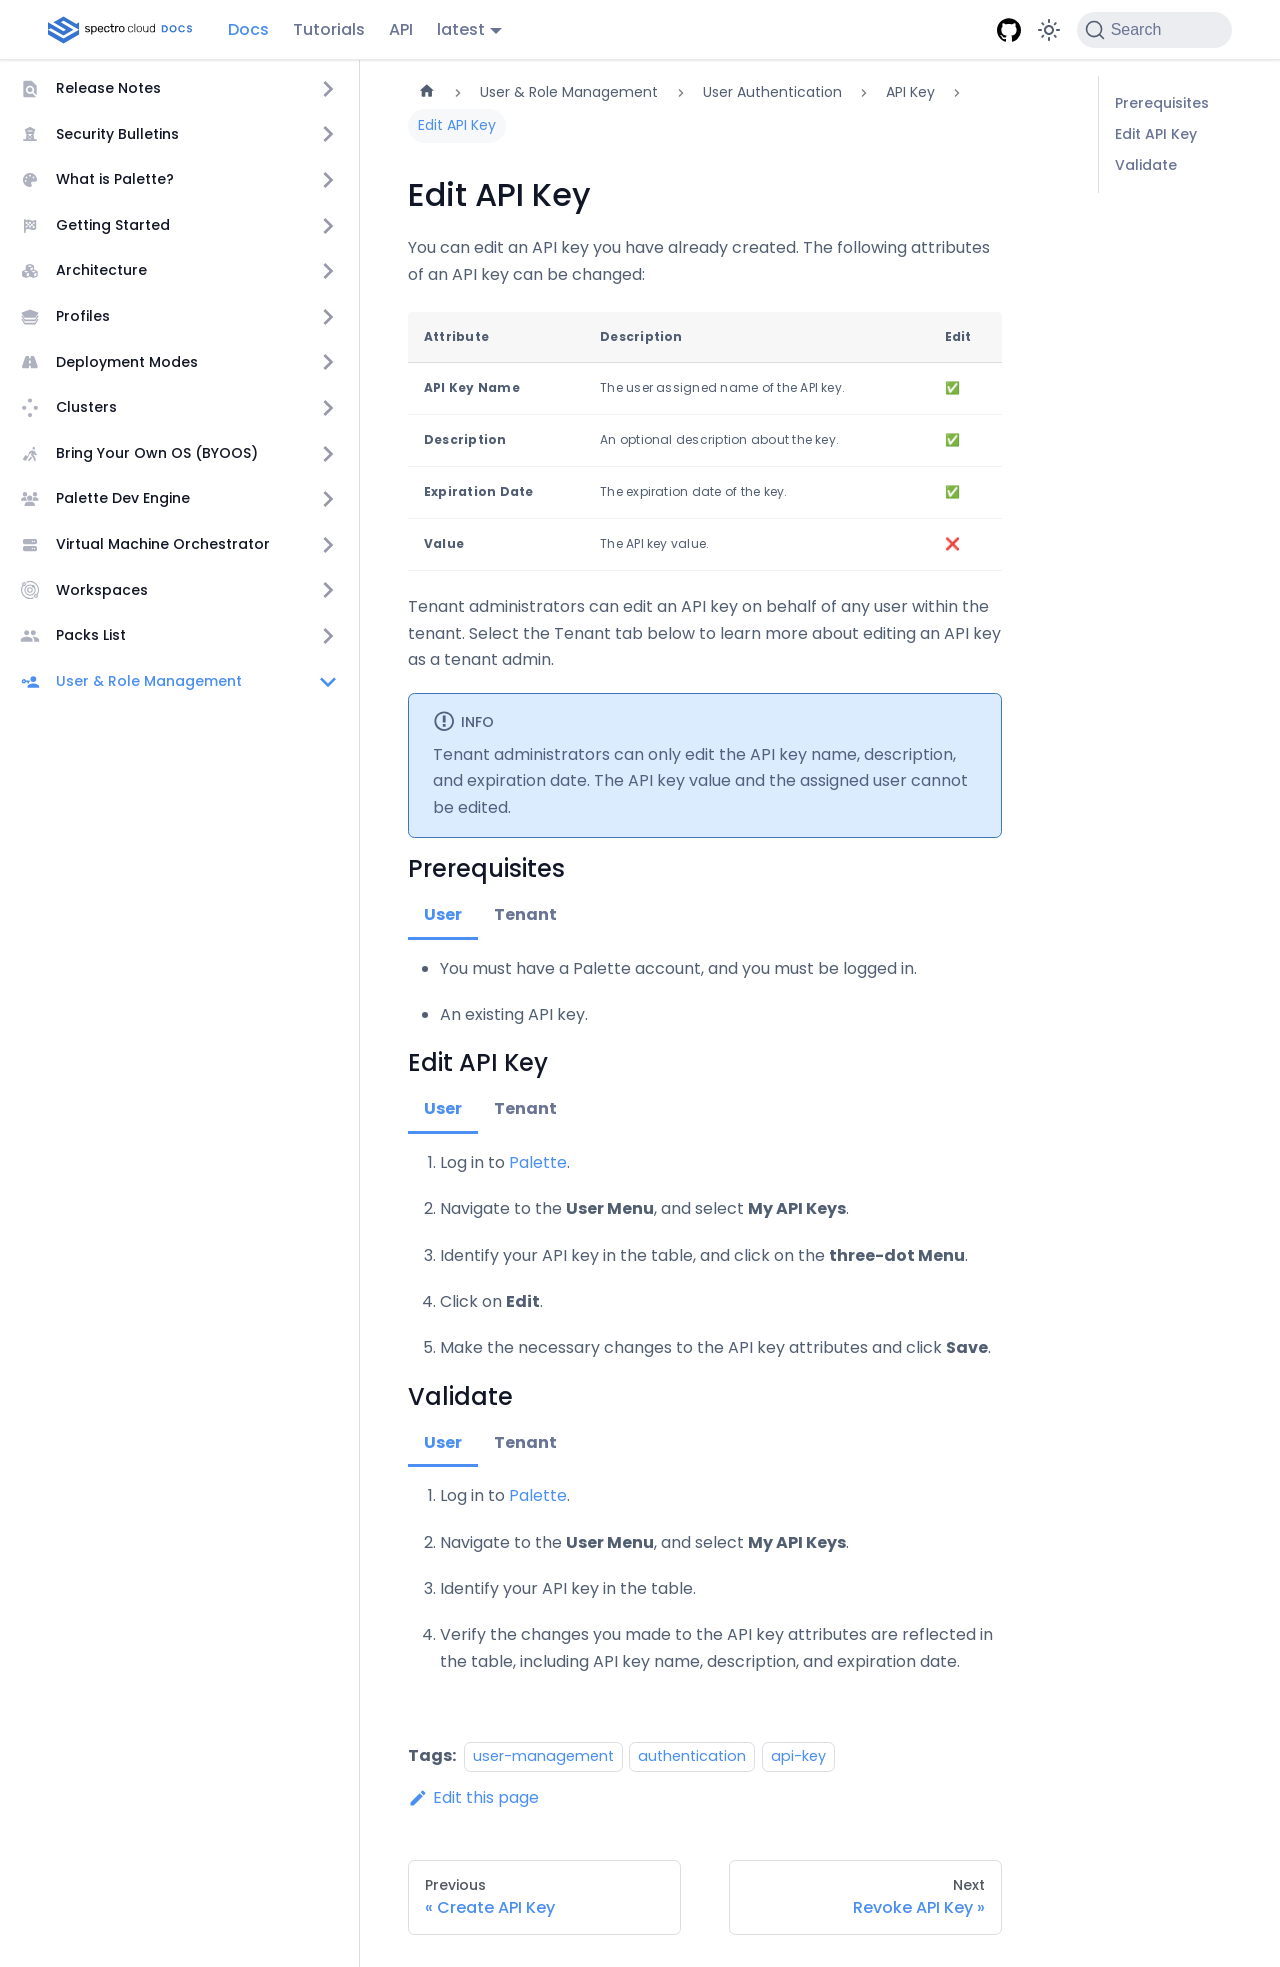 spectro cloud DOCS
Docs Tutorials API latest
Search
Release Notes
Security Bulletins
What is Palette?
Getting Started
Architecture
Profiles
Deployment Modes
Clusters
Bring Your Own OS (BYOOS)
Palette Dev Engine
Virtual Machine Orchestrator
Workspaces
Packs List
User & Role Management
User & Role Management > User Authentication > API Key >
Edit API Key
Edit API Key
You can edit an API key you have already created. The following attributes
of an API key can be changed:
Attribute Description Edit
API Key Name The user assigned name of the API key. ✅
Description An optional description about the key. ✅
Expiration Date The expiration date of the key. ✅
Value The API key value. ❌
Tenant administrators can edit an API key on behalf of any user within the
tenant. Select the Tenant tab below to learn more about editing an API key
as a tenant admin.
INFO
Tenant administrators can only edit the API key name, description,
and expiration date. The API key value and the assigned user cannot
be edited.
Prerequisites
User Tenant
• You must have a Palette account, and you must be logged in.
• An existing API key.
Edit API Key
User Tenant
1. Log in to Palette.
2. Navigate to the User Menu, and select My API Keys.
3. Identify your API key in the table, and click on the three-dot Menu.
4. Click on Edit.
5. Make the necessary changes to the API key attributes and click Save.
Validate
User Tenant
1. Log in to Palette.
2. Navigate to the User Menu, and select My API Keys.
3. Identify your API key in the table.
4. Verify the changes you made to the API key attributes are reflected in
the table, including API key name, description, and expiration date.
Tags: user-management authentication api-key
Edit this page
Previous
« Create API Key
Next
Revoke API Key »
Prerequisites
Edit API Key
Validate